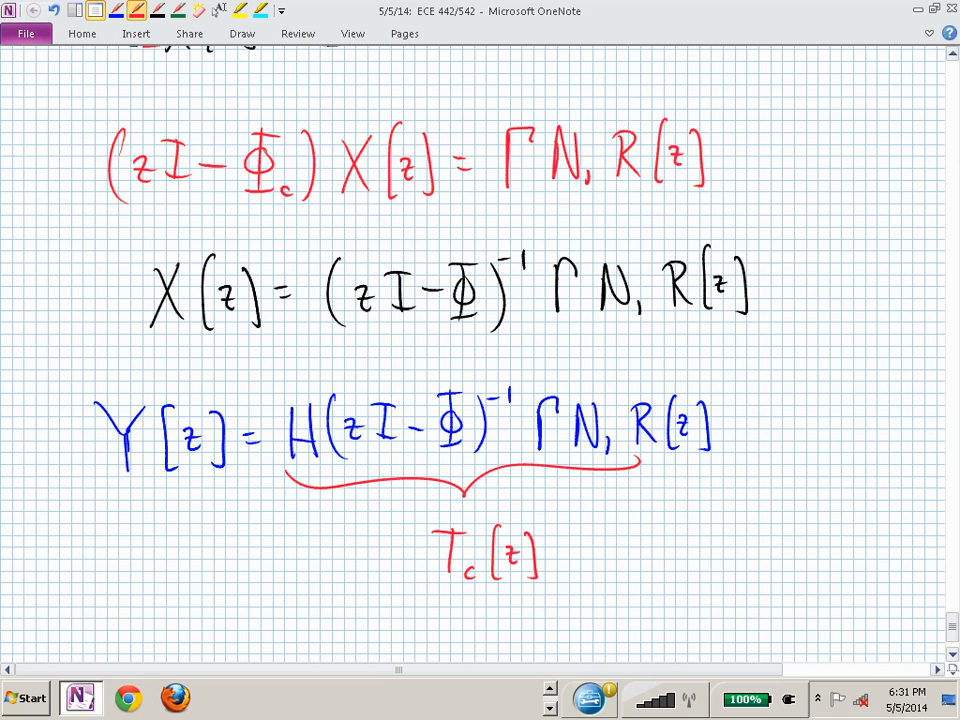 5/5/14: ECE 442/542 - Microsoft OneNote
File Home Insert Share Draw Review View Pages
(zI - Φc) X[z] = Γ N, R[z]
X[z] = (zI - Φ)⁻¹ Γ N, R[z]
Y[z] = H(zI - Φ)⁻¹ Γ N, R[z]
Tc[z]
Start 100% 6:31 PM
5/5/2014